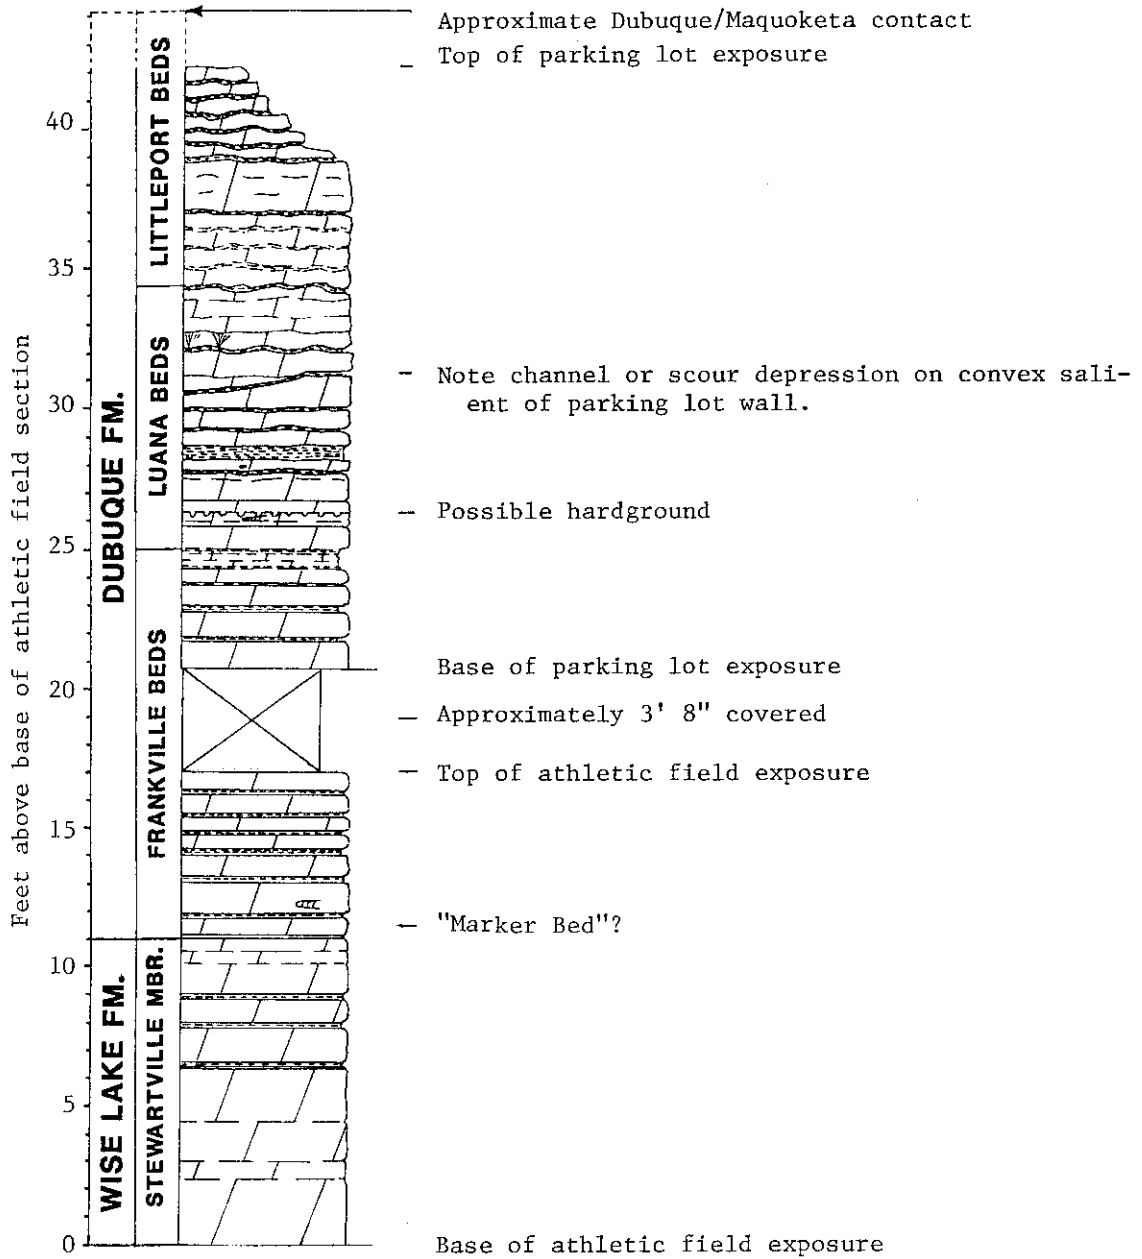 Approximate Dubuque/Maquoketa contact
Top of parking lot exposure
40
LITTLEPORT BEDS
35
Feet above base of athletic field section
DUBUQUE FM.
LUANA BEDS
Note channel or scour depression on convex sali-
ent of parking lot wall.
30
Possible hardground
25
FRANKVILLE BEDS
Base of parking lot exposure
20
Approximately 3' 8" covered
Top of athletic field exposure
15
"Marker Bed"?
10
WISE LAKE FM.
STEWARTVILLE MBR.
5
0
Base of athletic field exposure